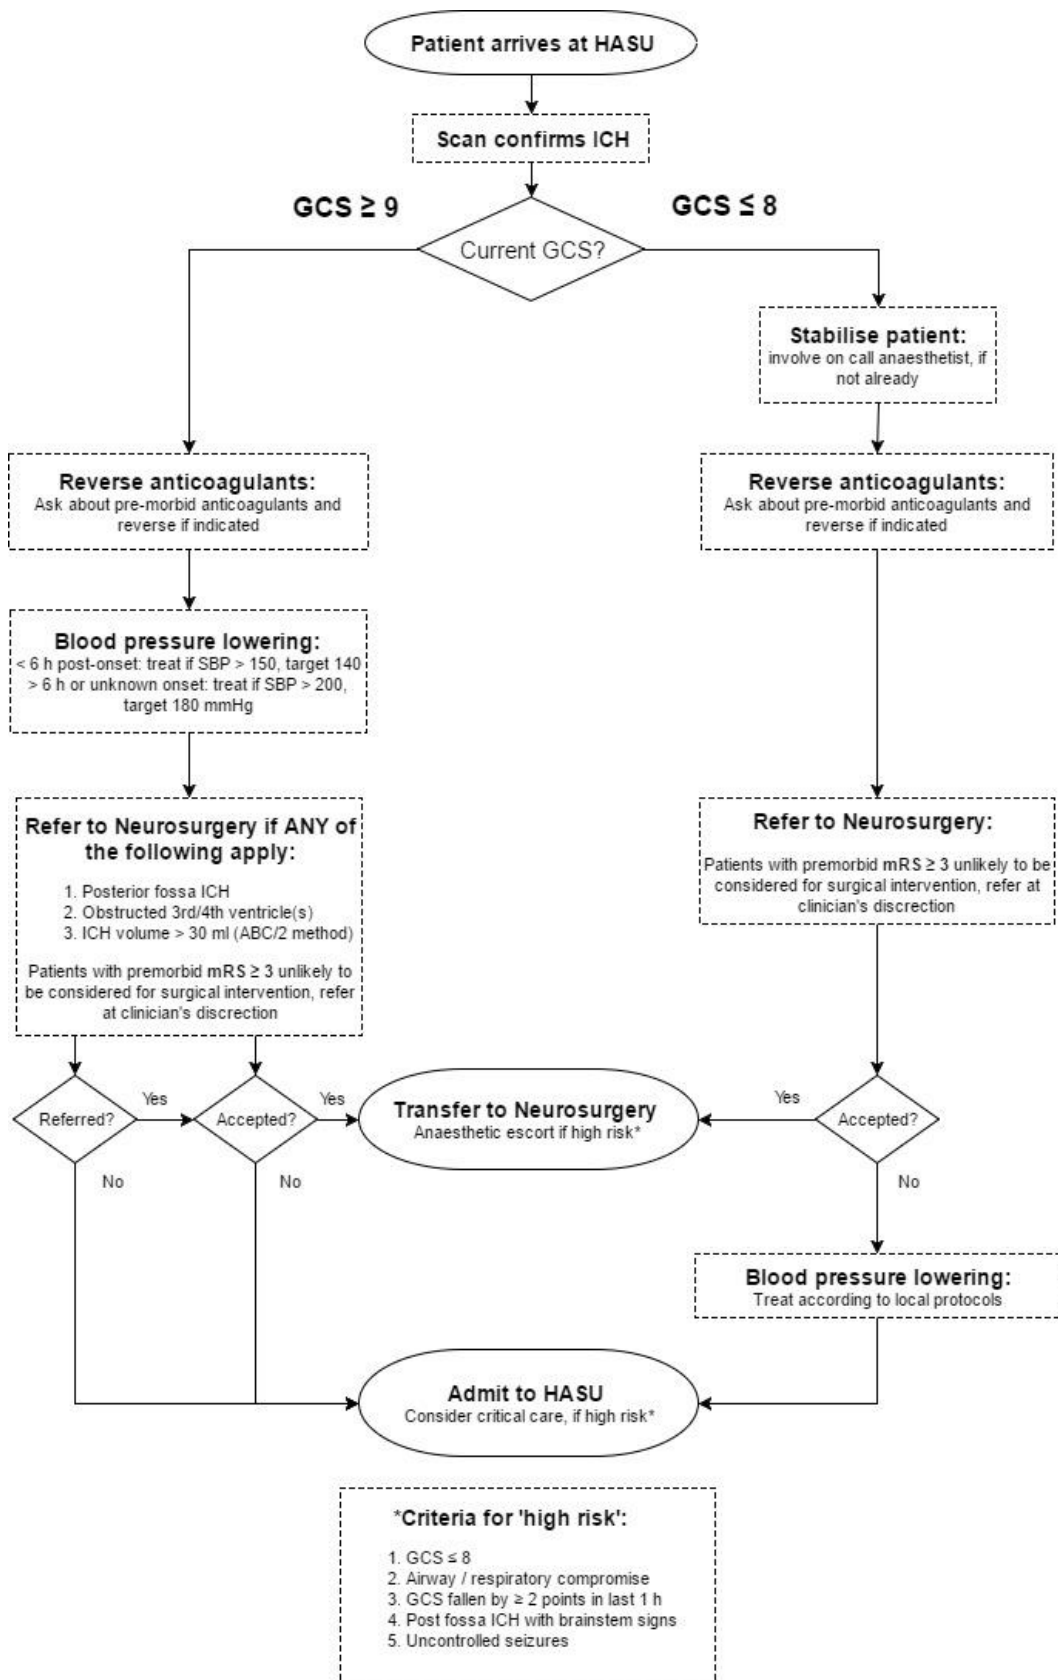 Patient arrives at HASU
Scan confirms ICH
GCS ≥ 9
GCS ≤ 8
Current GCS?
Stabilise patient:
involve on call anaesthetist, if
not already
Reverse anticoagulants:
Ask about pre-morbid anticoagulants and
reverse if indicated
Reverse anticoagulants:
Ask about pre-morbid anticoagulants and
reverse if indicated
Blood pressure lowering:
< 6 h post-onset: treat if SBP > 150, target 140
> 6 h or unknown onset: treat if SBP > 200,
target 180 mmHg
Refer to Neurosurgery if ANY of
the following apply:
1. Posterior fossa ICH
2. Obstructed 3rd/4th ventricle(s)
3. ICH volume > 30 ml (ABC/2 method)
Patients with premorbid mRS ≥ 3 unlikely to
be considered for surgical intervention, refer
at clinician's discrection
Refer to Neurosurgery:
Patients with premorbid mRS ≥ 3 unlikely to be
considered for surgical intervention, refer at
clinician's discrection
Referred?
Yes
No
Accepted?
Yes
No
Transfer to Neurosurgery
Anaesthetic escort if high risk*
Yes
Accepted?
No
Blood pressure lowering:
Treat according to local protocols
Admit to HASU
Consider critical care, if high risk*
*Criteria for 'high risk':
1. GCS ≤ 8
2. Airway / respiratory compromise
3. GCS fallen by ≥ 2 points in last 1 h
4. Post fossa ICH with brainstem signs
5. Uncontrolled seizures